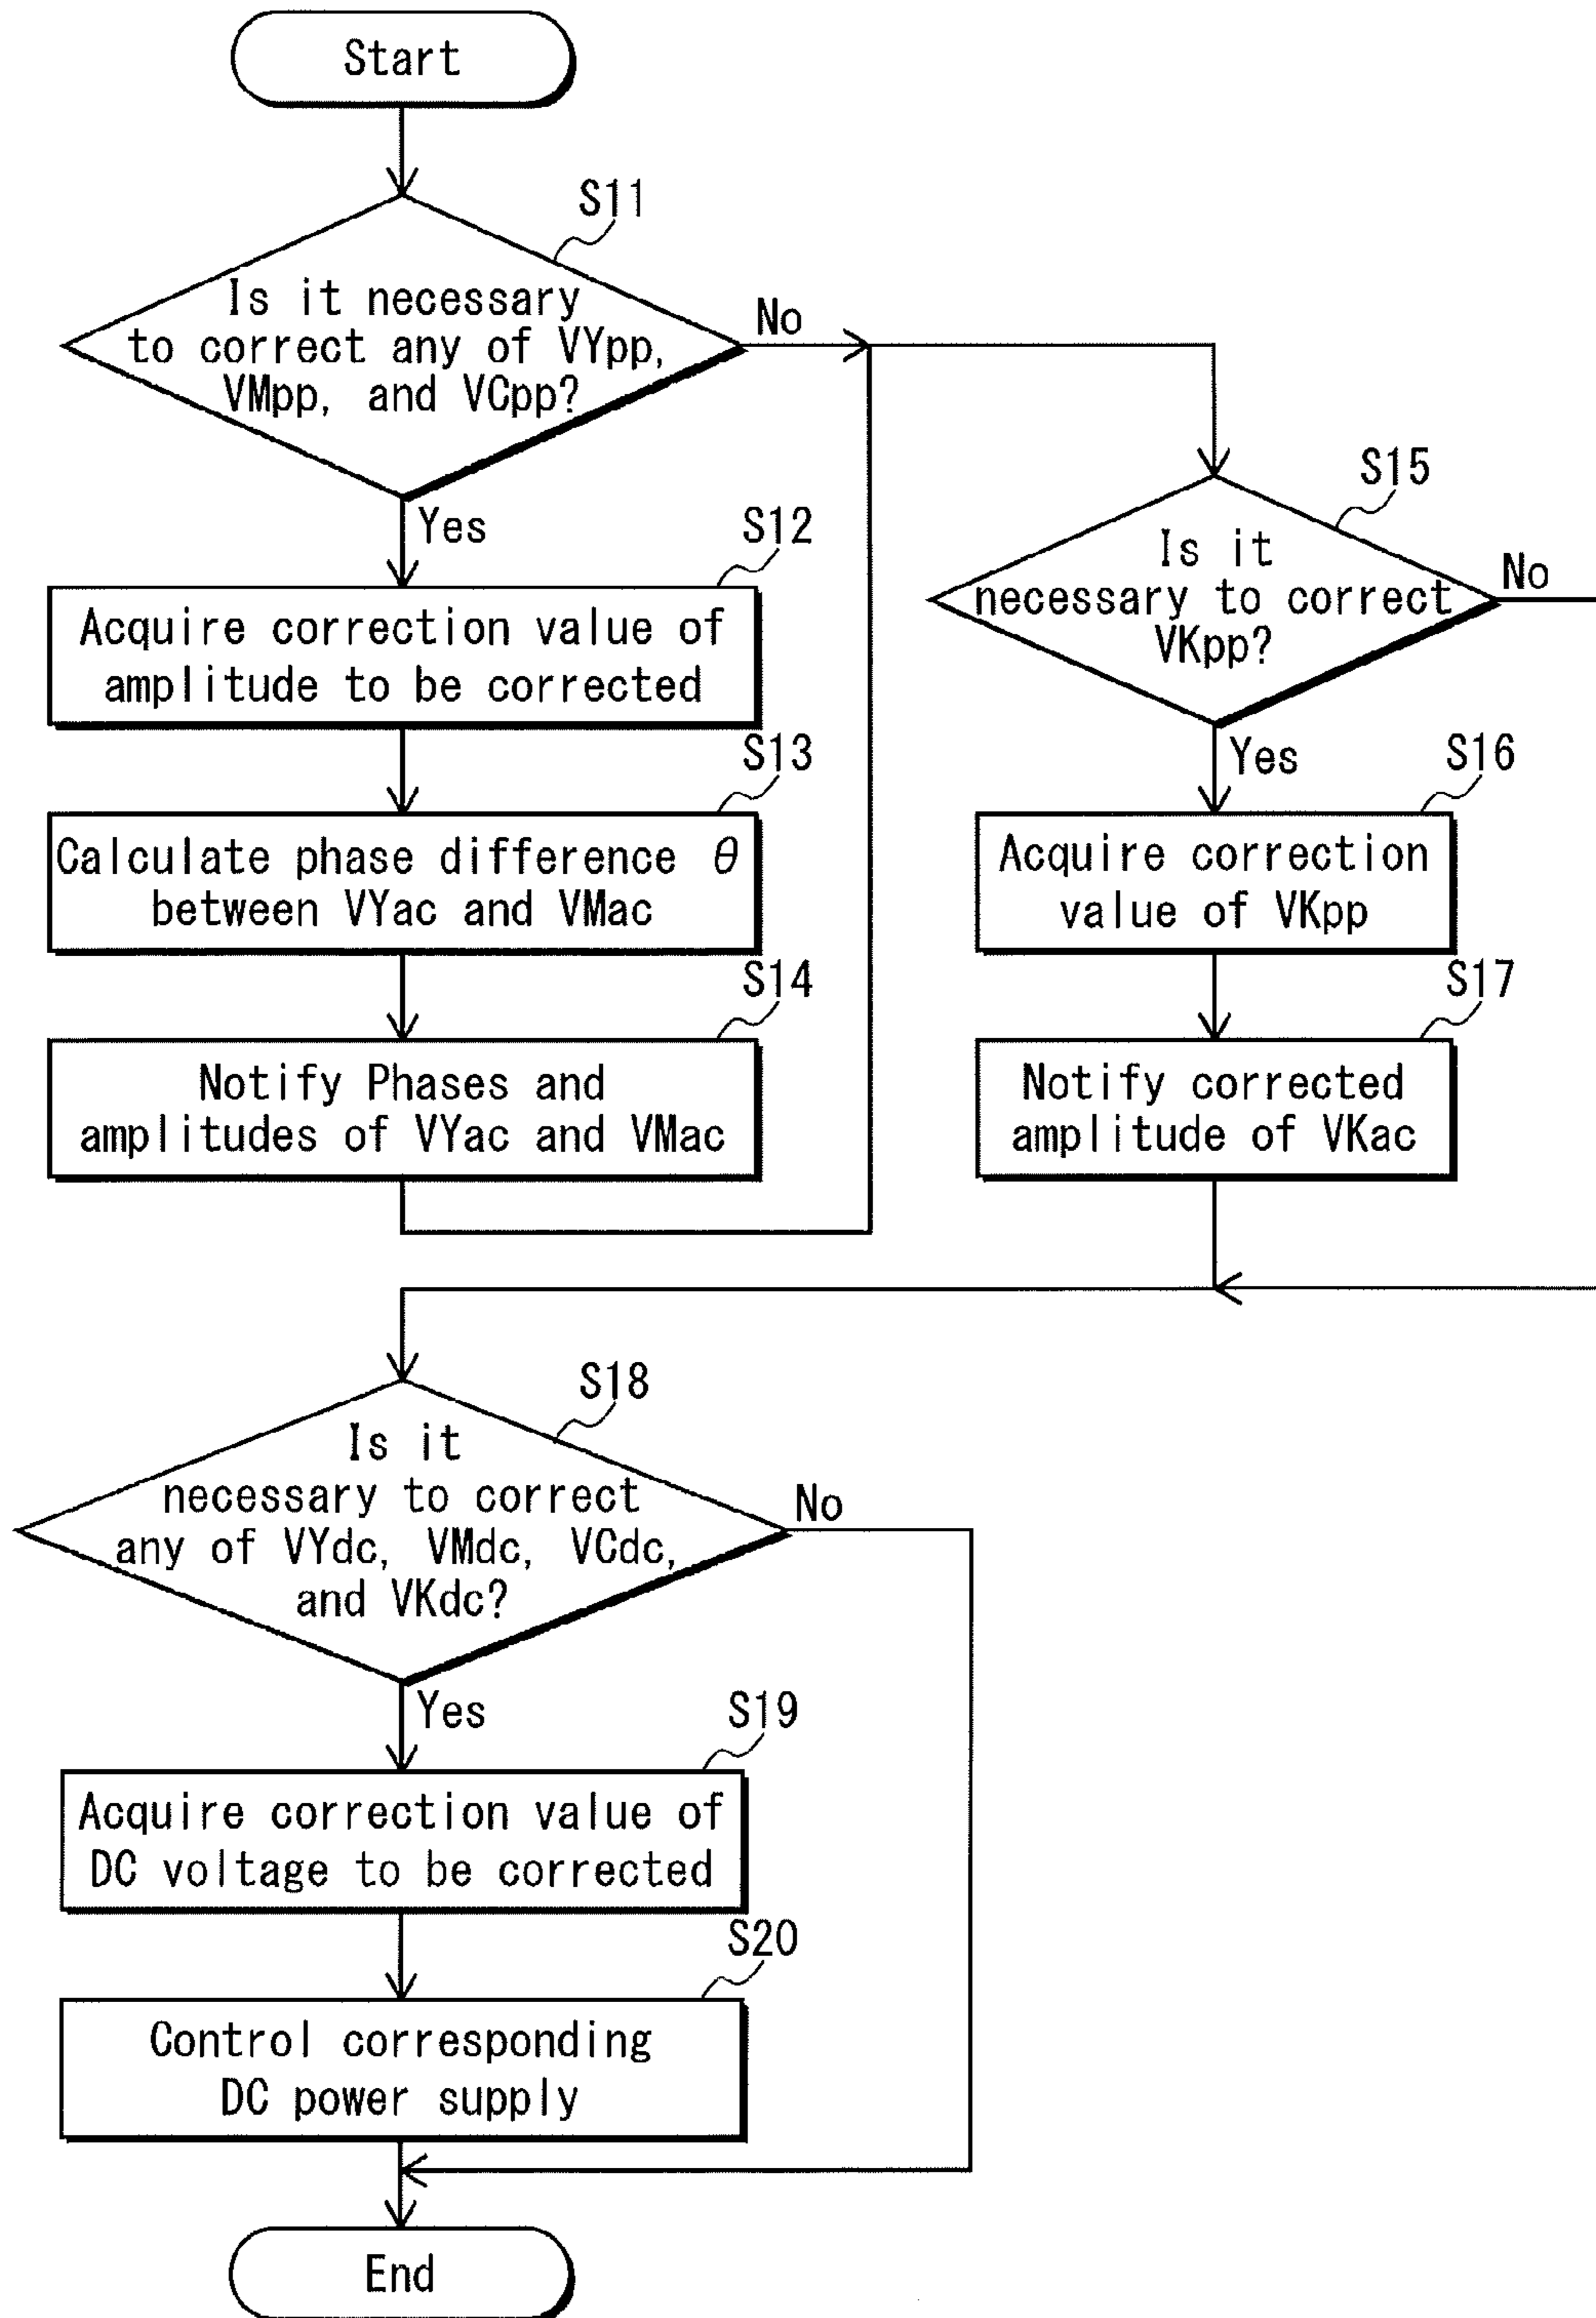 Start
S11
Is it necessary
to correct any of VYpp,
VMpp, and VCpp?
No
Yes
S12
Acquire correction value of
amplitude to be corrected
S13
Calculate phase difference θ
between VYac and VMac
S14
Notify Phases and
amplitudes of VYac and VMac
S15
Is it
necessary to correct
VKpp?
No
Yes
S16
Acquire correction
value of VKpp
S17
Notify corrected
amplitude of VKac
S18
Is it
necessary to correct
any of VYdc, VMdc, VCdc,
and VKdc?
No
Yes
S19
Acquire correction value of
DC voltage to be corrected
S20
Control corresponding
DC power supply
End